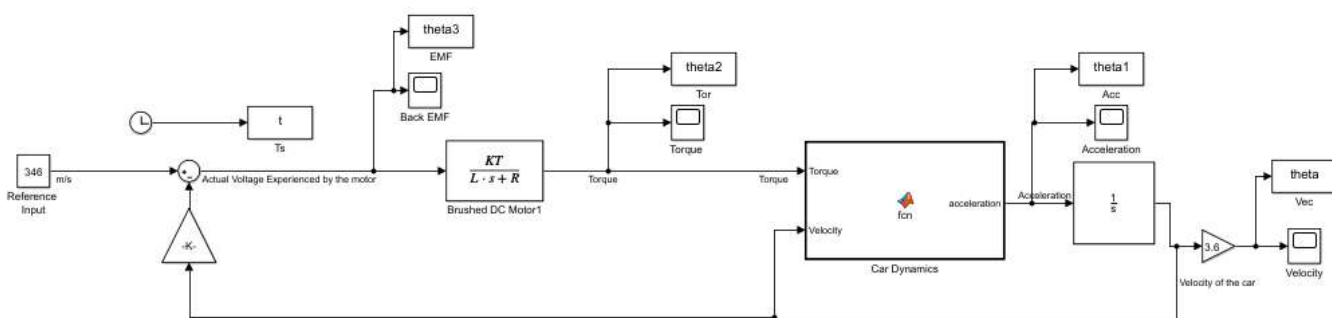 theta3
EMF
Back EMF
t
Ts
346
m/s
Reference
Input
+
-
Actual Voltage Experienced by the motor
-K-
KT
L · s + R
Brushed DC Motor1
theta2
Tor
Torque
Torque
Torque
Torque
Velocity
fcn
acceleration
Car Dynamics
theta1
Acc
Acceleration
Acceleration
1
s
3.6
theta
Vec
Velocity
Velocity of the car